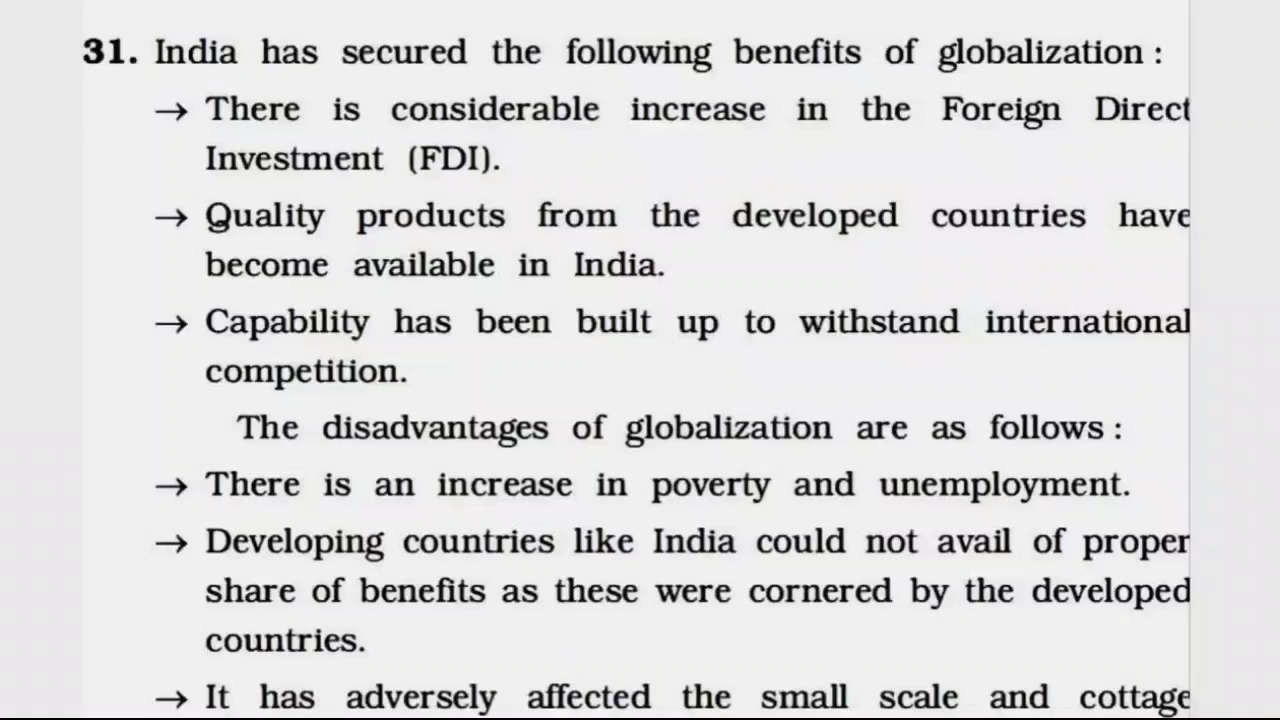 31. India has secured the following benefits of globalization :
→ There is considerable increase in the Foreign Direct
Investment (FDI).
→ Quality products from the developed countries have
become available in India.
→ Capability has been built up to withstand international
competition.
The disadvantages of globalization are as follows :
→ There is an increase in poverty and unemployment.
→ Developing countries like India could not avail of proper
share of benefits as these were cornered by the developed
countries.
→ It has adversely affected the small scale and cottage